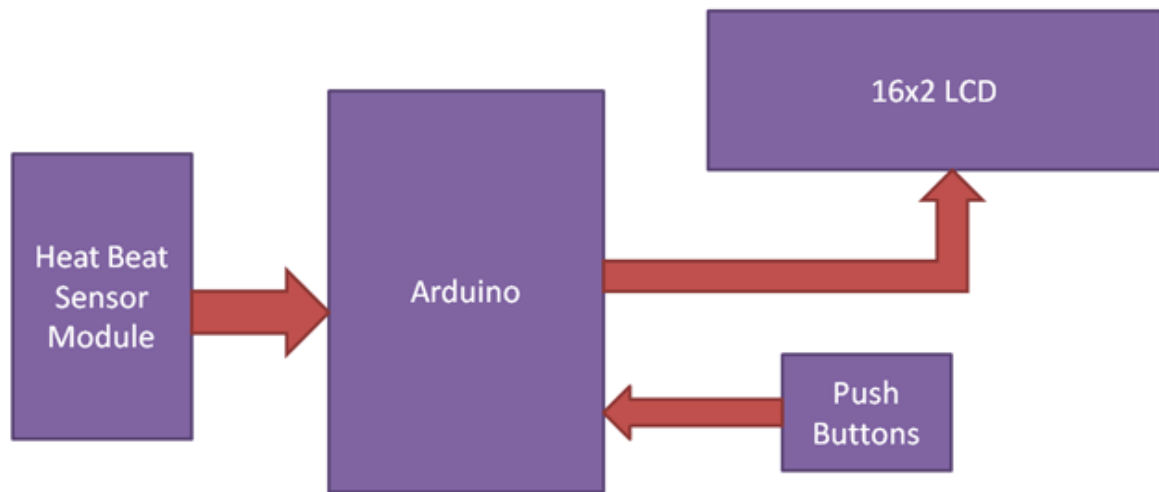 16x2 LCD
Heat Beat
Sensor
Module
Arduino
Push
Buttons